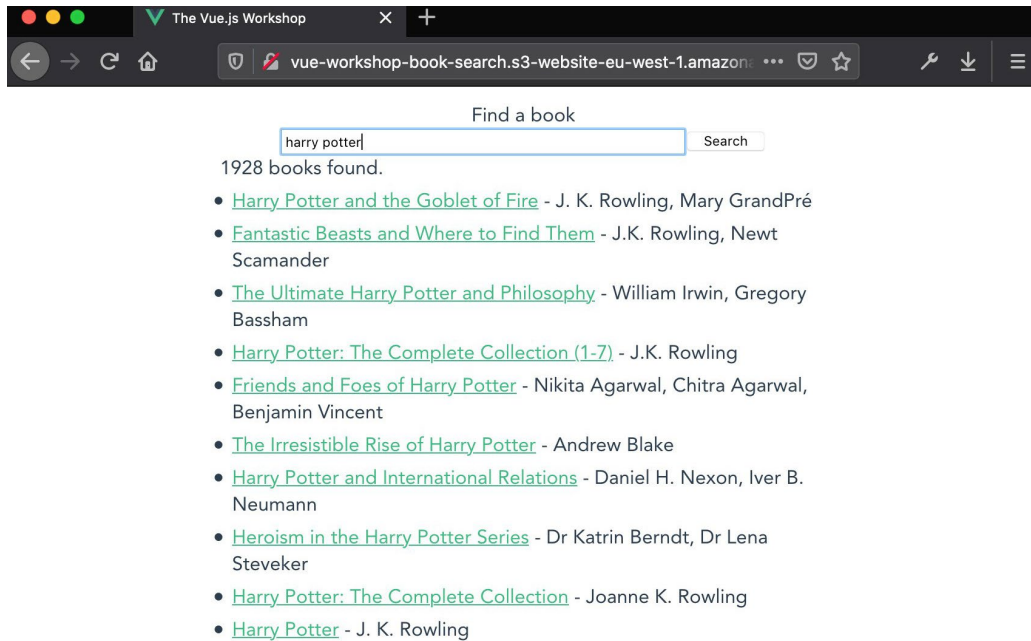 The Vue.js Workshop
vue-workshop-book-search.s3-website-eu-west-1.amazon
Find a book
harry potter Search
1928 books found.
• Harry Potter and the Goblet of Fire - J. K. Rowling, Mary GrandPré
• Fantastic Beasts and Where to Find Them - J.K. Rowling, Newt
Scamander
• The Ultimate Harry Potter and Philosophy - William Irwin, Gregory
Bassham
• Harry Potter: The Complete Collection (1-7) - J.K. Rowling
• Friends and Foes of Harry Potter - Nikita Agarwal, Chitra Agarwal,
Benjamin Vincent
• The Irresistible Rise of Harry Potter - Andrew Blake
• Harry Potter and International Relations - Daniel H. Nexon, Iver B.
Neumann
• Heroism in the Harry Potter Series - Dr Katrin Berndt, Dr Lena
Steveker
• Harry Potter: The Complete Collection - Joanne K. Rowling
• Harry Potter - J. K. Rowling